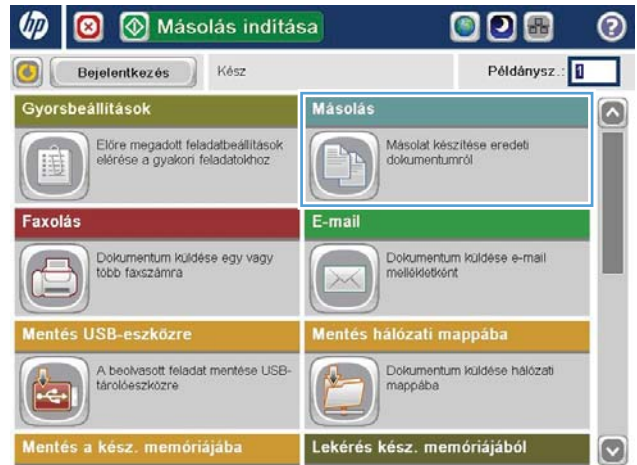 hp Másolás indítása ?
Bejelentkezés Kész Példánysz.: 1
Gyorsbeállítások
Előre megadott feladatbeállítások
elérése a gyakori feladatokhoz
Másolás
Másolat készítése eredeti
dokumentumról
Faxolás
Dokumentum küldése egy vagy
több faxszámra
E-mail
Dokumentum küldése e-mail
mellékletként
Mentés USB-eszközre
A beolvasott feladat mentése USB-
tárolóeszközre
Mentés hálózati mappába
Dokumentum küldése hálózati
mappába
Mentés a kész. memóriájába
Lekérés kész. memóriájából